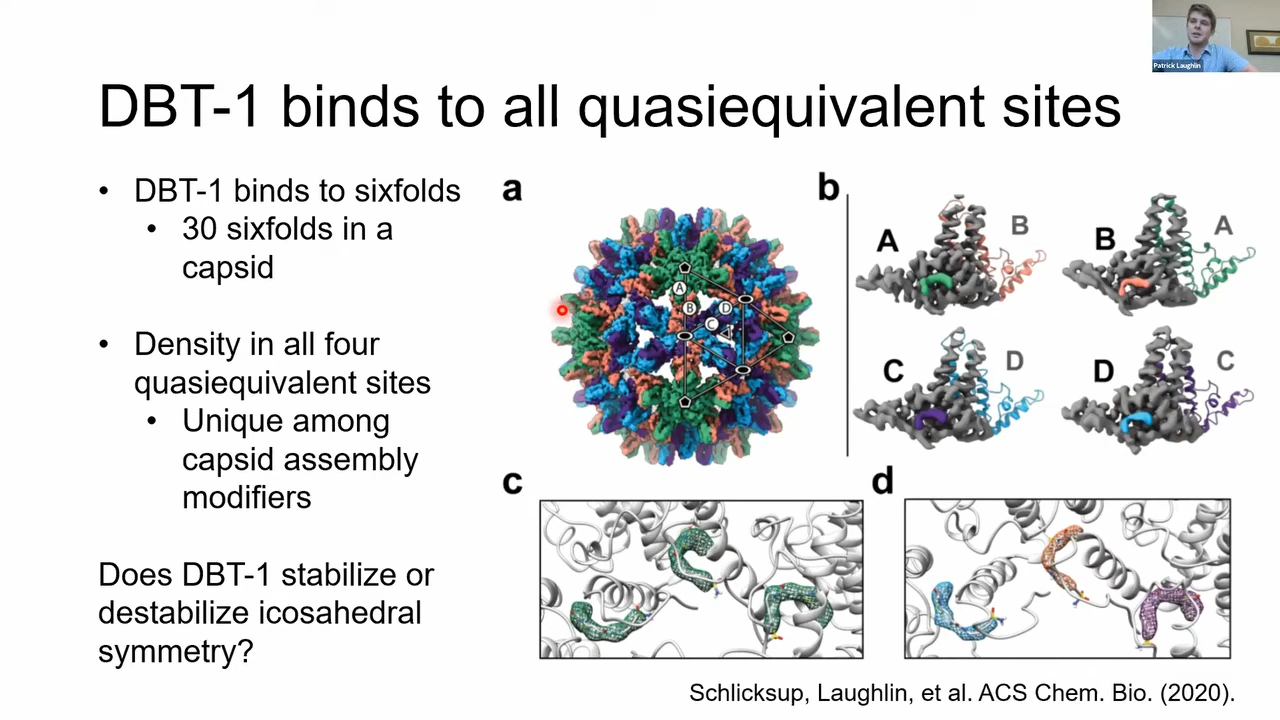 Patrick Laughlin
DBT-1 binds to all quasiequivalent sites
• DBT-1 binds to sixfolds
• 30 sixfolds in a
capsid
• Density in all four
quasiequivalent sites
• Unique among
capsid assembly
modifiers
Does DBT-1 stabilize or
destabilize icosahedral
symmetry?
a
A
B
D
C
b
A
B
B
A
C
D
D
C
c
d
Schlicksup, Laughlin, et al. ACS Chem. Bio. (2020).